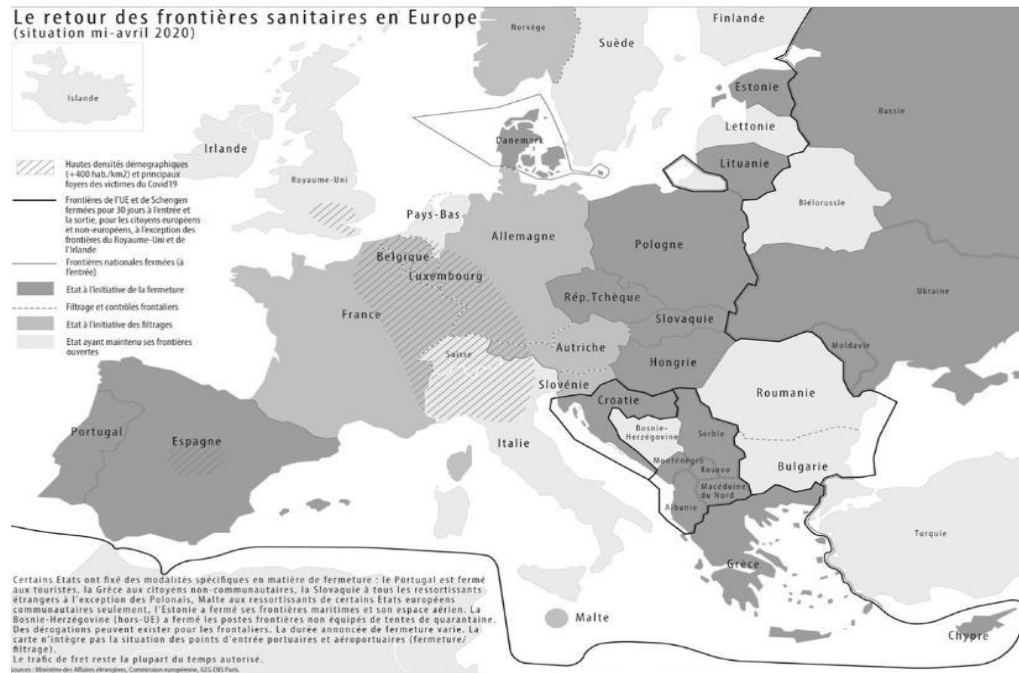 Le retour des frontières sanitaires en Europe
(situation mi-avril 2020)
Islande
Norvège
Suède
Finlande
Estonie
Russie
Lettonie
Danemark
Lituanie
Irlande
Royaume-Uni
Biélorussie
Hautes densités démographiques
(+400 hab./km2) et principaux
foyers des victimes du Covid19
Frontières de l'UE et de Schengen
fermées pour 30 jours à l'entrée et
la sortie, pour les citoyens européens
et non-européens, à l'exception des
frontières du Royaume-Uni et de
l'Irlande
Frontières nationales fermées (à
l'entrée)
Etat à l'initiative de la fermeture
Filtrage et contrôles frontaliers
Etat à l'initiative des filtrages
Etat ayant maintenu ses frontières
ouvertes
Pays-Bas
Allemagne
Pologne
Belgique
Luxembourg
Rép.Tchèque
Ukraine
France
Slovaquie
Autriche
Moldavie
Suisse
Hongrie
Slovénie
Roumanie
Croatie
Portugal
Espagne
Italie
Bosnie-
Herzégovine
Serbie
Monténégro
Kosovo
Bulgarie
Macédoine
du Nord
Albanie
Turquie
Grèce
Malte
Chypre
Certains Etats ont fixé des modalités spécifiques en matière de fermeture : le Portugal est fermé
aux touristes, la Grèce aux citoyens non-communautaires, la Slovaquie à tous les ressortissants
étrangers à l'exception des Polonais, Malte aux ressortissants de certains Etats européens
communautaires seulement, l'Estonie a fermé ses frontières maritimes et son espace aérien. La
Bosnie-Herzégovine (hors-UE) a fermé les postes frontières non équipés de tentes de quarantaine.
Des dérogations peuvent exister pour les frontaliers. La durée annoncée de fermeture varie. La
carte n'intègre pas la situation des points d'entrée portuaires et aéroportuaires (fermeture/
filtrage).
Le trafic de fret reste la plupart du temps autorisé.
Sources : Ministère des Affaires étrangères, Commission européenne, GEG ENS Paris.